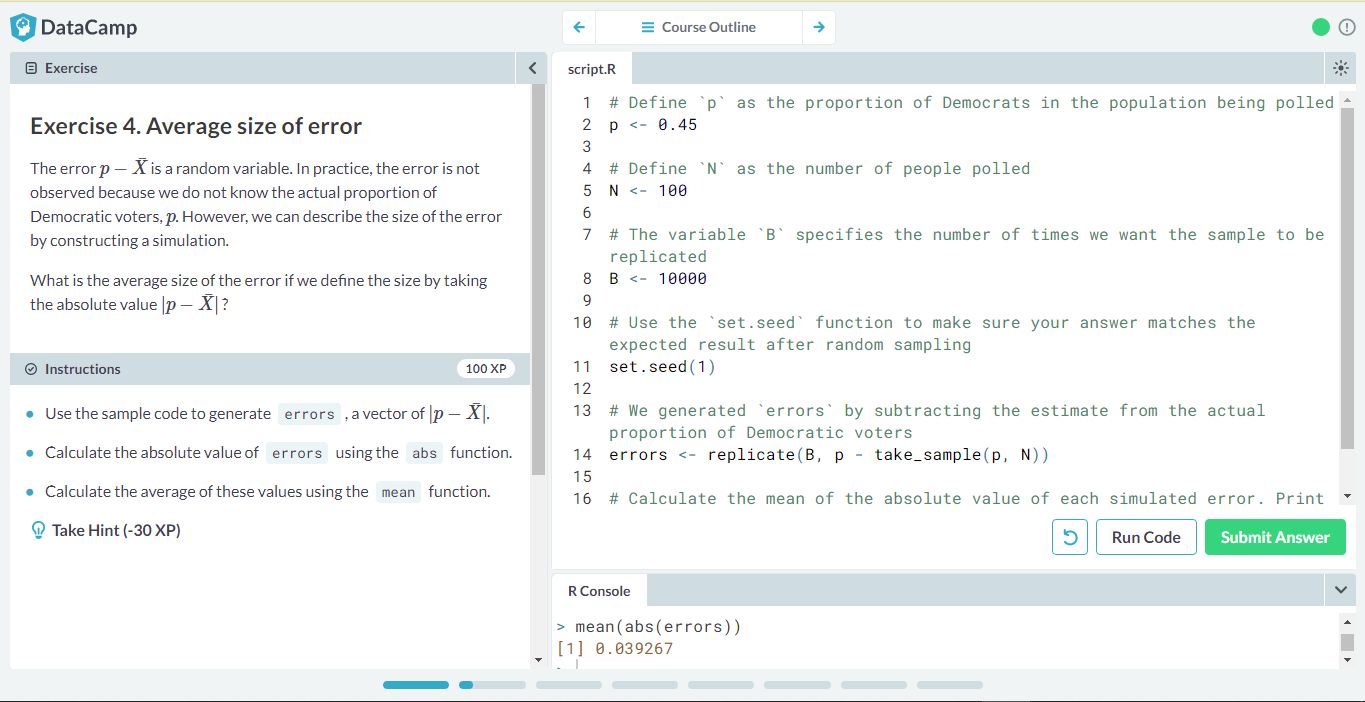 DataCamp
Course Outline
Exercise
Exercise 4. Average size of error
The error p − X̄ is a random variable. In practice, the error is not
observed because we do not know the actual proportion of
Democratic voters, p. However, we can describe the size of the error
by constructing a simulation.
What is the average size of the error if we define the size by taking
the absolute value |p − X̄| ?
Instructions
100 XP
Use the sample code to generate errors , a vector of |p − X̄|.
Calculate the absolute value of errors using the abs function.
Calculate the average of these values using the mean function.
Take Hint (-30 XP)
script.R
1 # Define `p` as the proportion of Democrats in the population being polled
2 p <- 0.45
3
4 # Define `N` as the number of people polled
5 N <- 100
6
7 # The variable `B` specifies the number of times we want the sample to be
replicated
8 B <- 10000
9
10 # Use the `set.seed` function to make sure your answer matches the
expected result after random sampling
11 set.seed(1)
12
13 # We generated `errors` by subtracting the estimate from the actual
proportion of Democratic voters
14 errors <- replicate(B, p - take_sample(p, N))
15
16 # Calculate the mean of the absolute value of each simulated error. Print
Run Code
Submit Answer
R Console
> mean(abs(errors))
[1] 0.039267
>